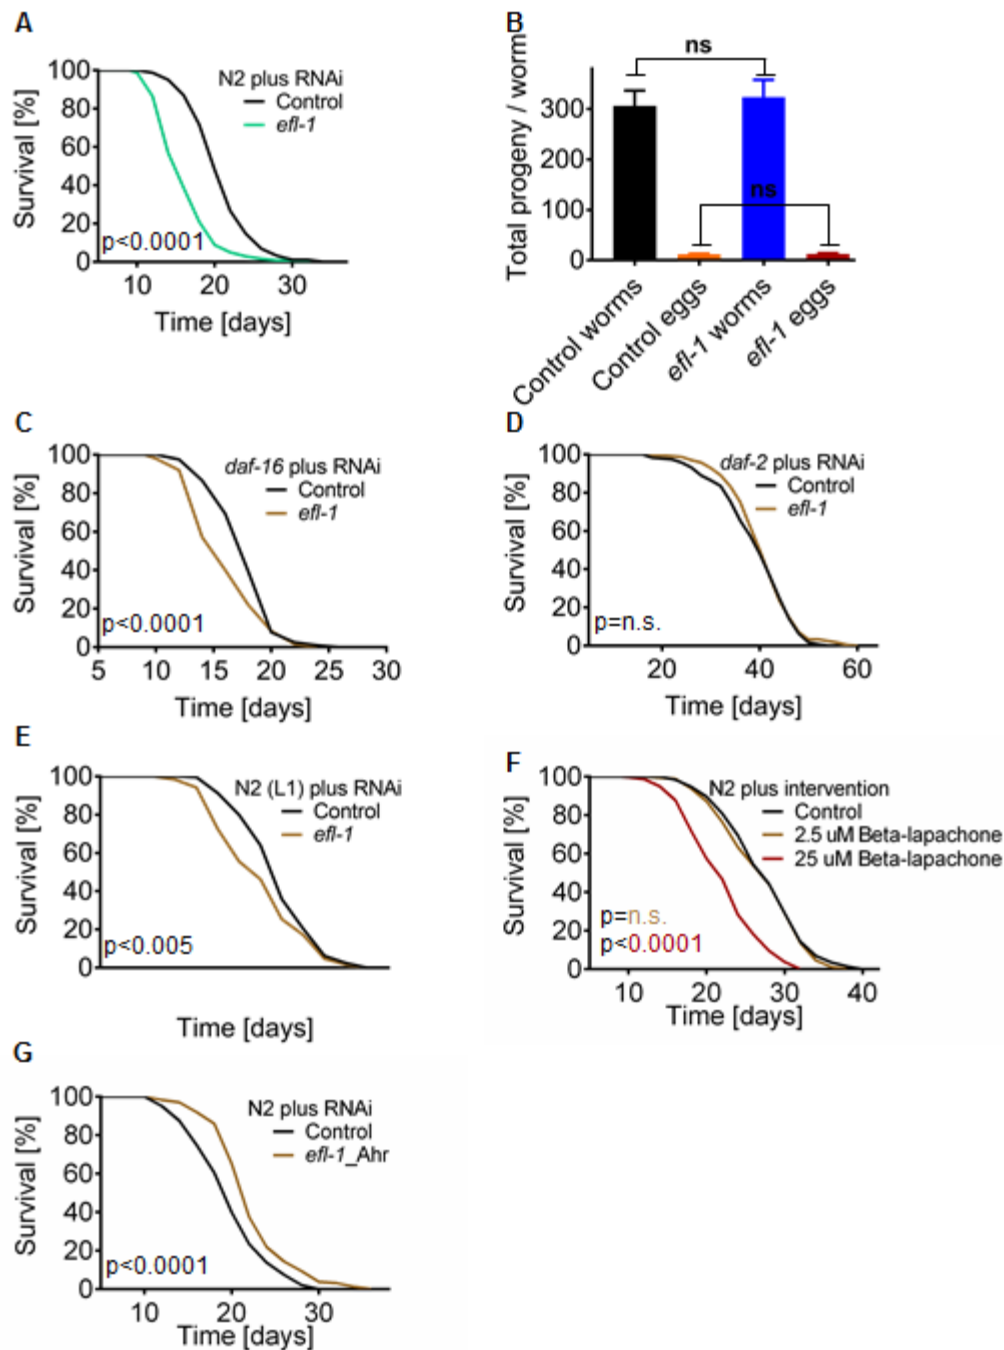 A
N2 plus RNAi
Control
efl-1
Survival [%]
100
80
60
40
20
0
p<0.0001
10 20 30
Time [days]
B
ns
ns
Total progeny / worm
300
200
100
0
Control worms
Control eggs
efl-1 worms
efl-1 eggs
C
daf-16 plus RNAi
Control
efl-1
Survival [%]
100
80
60
40
20
0
p<0.0001
5 10 15 20 25 30
Time [days]
D
daf-2 plus RNAi
Control
efl-1
Survival [%]
100
80
60
40
20
0
p=n.s.
20 40 60
Time [days]
E
N2 (L1) plus RNAi
Control
efl-1
Survival [%]
100
80
60
40
20
0
p<0.005
Time [days]
F
N2 plus intervention
Control
2.5 uM Beta-lapachone
25 uM Beta-lapachone
Survival [%]
100
80
60
40
20
0
p=n.s.
p<0.0001
10 20 30 40
Time [days]
G
N2 plus RNAi
Control
efl-1_Ahr
Survival [%]
100
80
60
40
20
0
p<0.0001
10 20 30
Time [days]